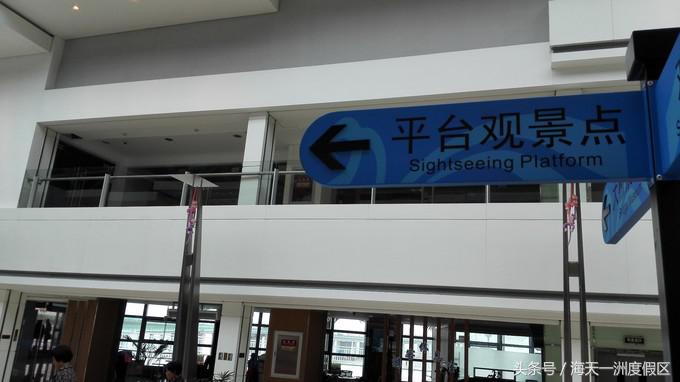 平台观景点
Sightseeing Platform
头条号/海天一洲度假区